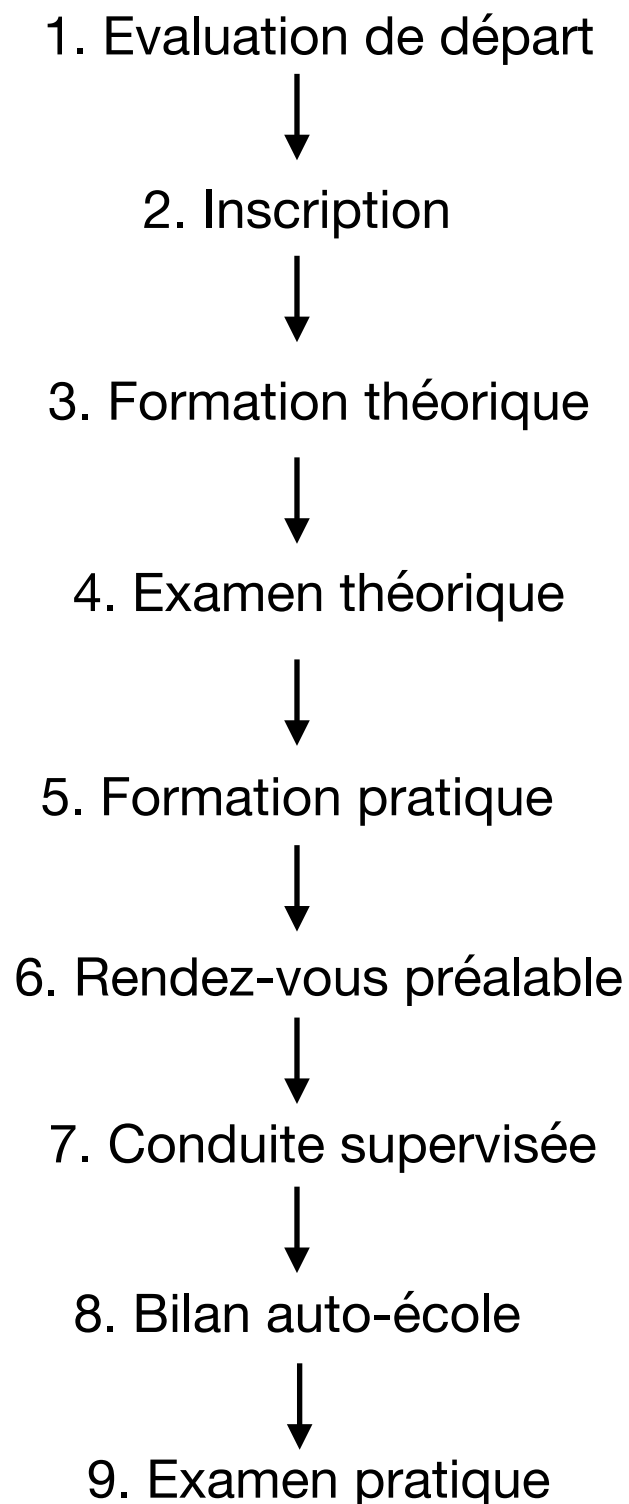 1. Evaluation de départ
2. Inscription
3. Formation théorique
4. Examen théorique
5. Formation pratique
6. Rendez-vous préalable
7. Conduite supervisée
8. Bilan auto-école
9. Examen pratique